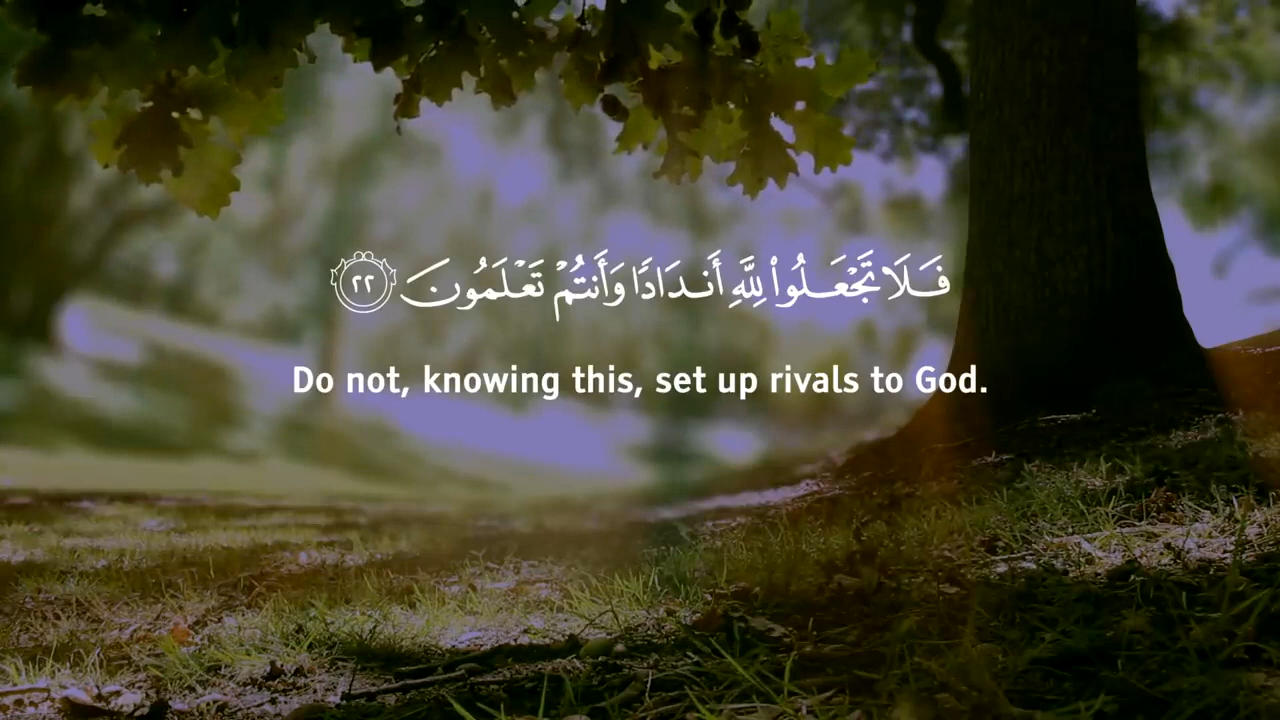 فَلَا تَجْعَلُوا۟ لِلَّهِ أَندَادًا وَأَنتُمْ تَعْلَمُونَ ٢٢
Do not, knowing this, set up rivals to God.